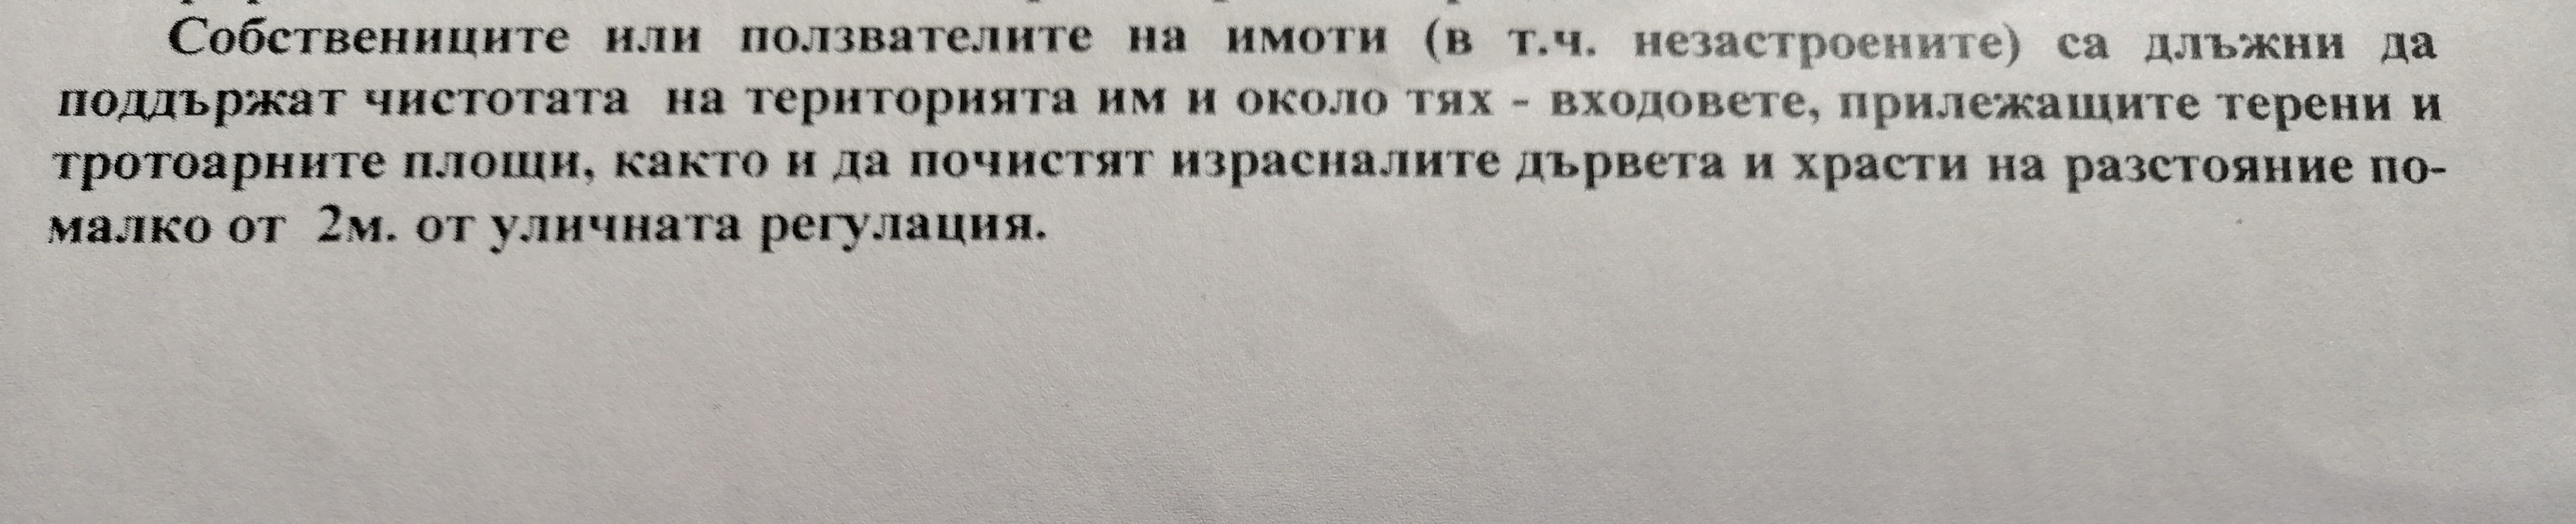 Собствениците или ползвателите на имоти (в т.ч. незастроените) са длъжни да
поддържат чистотата на територията им и около тях - входовете, прилежащите терени и
тротоарните площи, както и да почистят израсналите дървета и храсти на разстояние по-
малко от 2м. от уличната регулация.